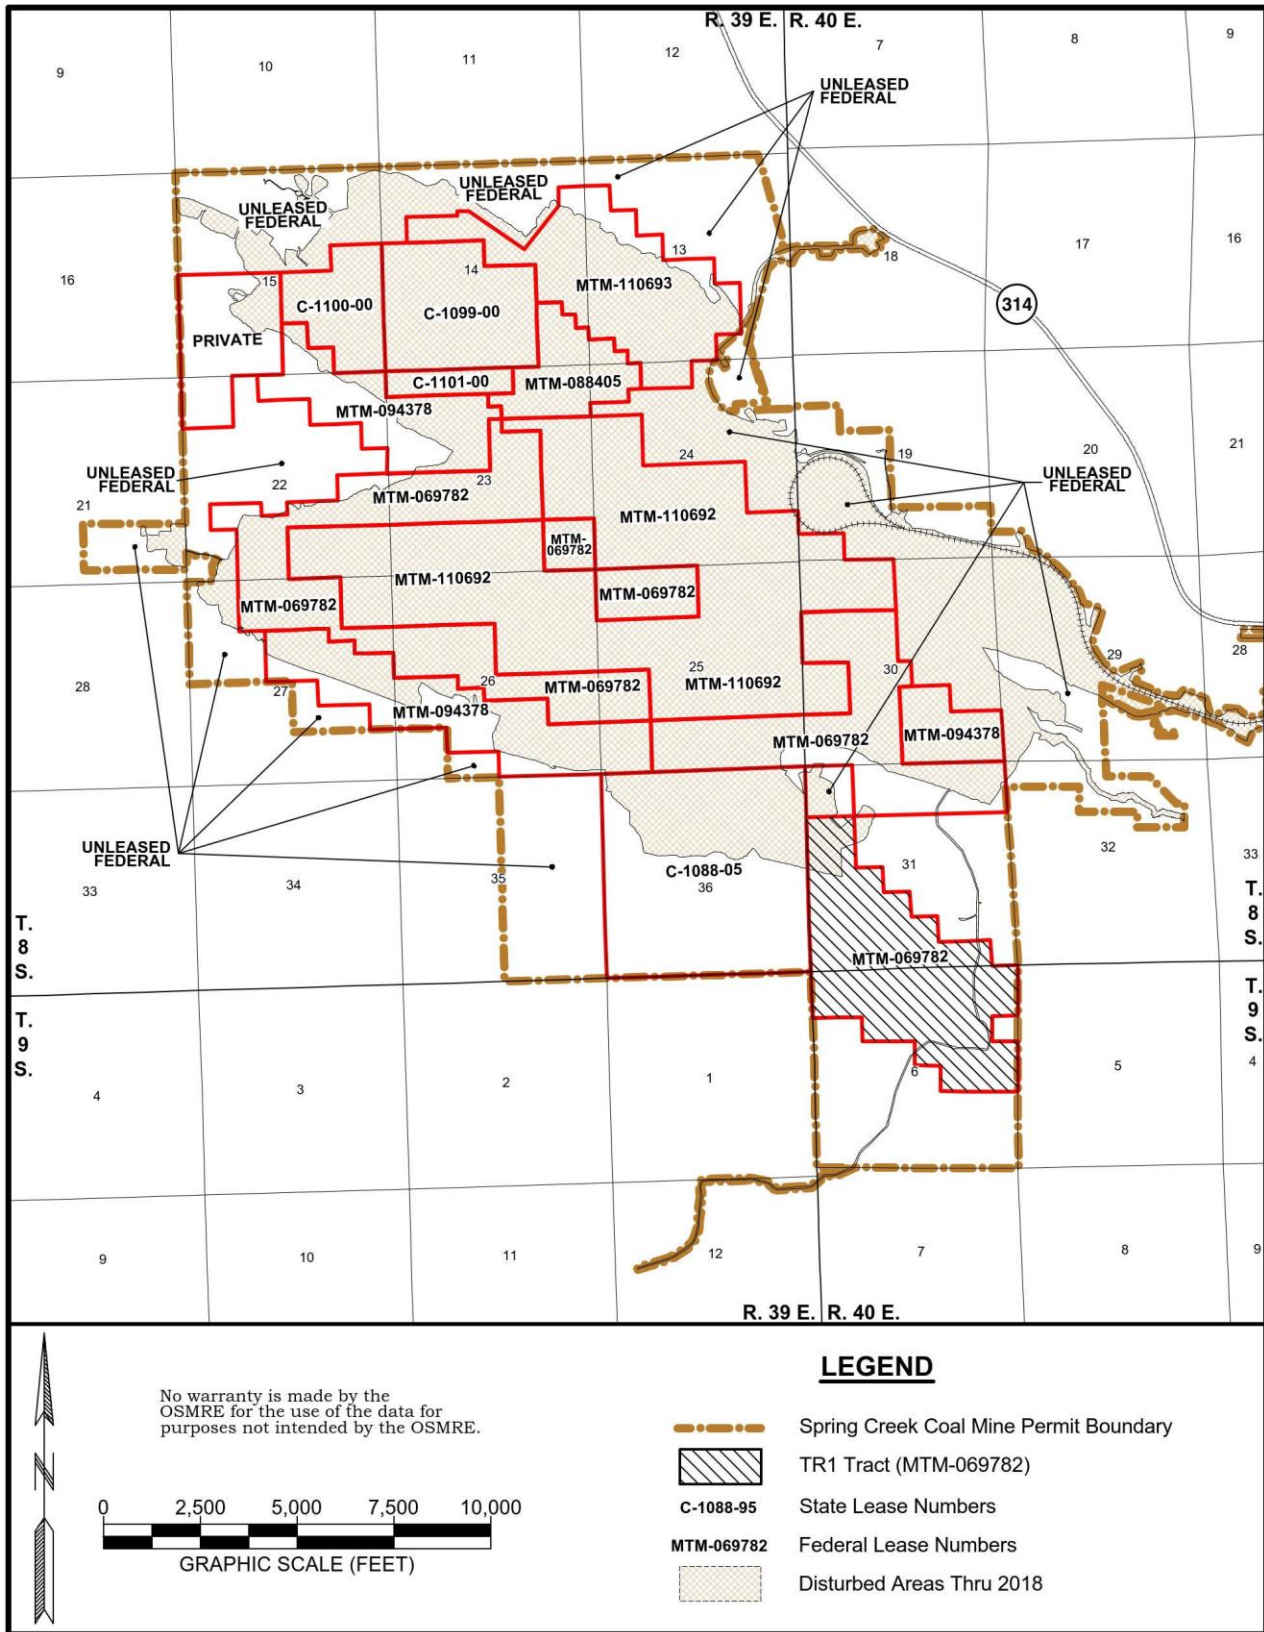 R. 39 E. R. 40 E.
9
10
11
12
7
8
9
UNLEASED
FEDERAL
UNLEASED
FEDERAL
UNLEASED
FEDERAL
16
15
14
13
18
17
16
MTM-110693
C-1100-00
C-1099-00
314
PRIVATE
C-1101-00
MTM-088405
MTM-094378
UNLEASED
FEDERAL
21
22
23
24
19
20
21
UNLEASED
FEDERAL
MTM-069782
MTM-110692
MTM-
069782
MTM-110692
MTM-069782
MTM-069782
28
27
26
25
30
29
28
MTM-069782
MTM-110692
MTM-094378
MTM-069782
MTM-094378
UNLEASED
FEDERAL
33
34
35
36
31
32
33
C-1088-05
T.
8
S.
T.
8
S.
MTM-069782
T.
9
S.
T.
9
S.
4
3
2
1
6
5
4
9
10
11
12
7
8
9
R. 39 E. R. 40 E.
No warranty is made by the
OSMRE for the use of the data for
purposes not intended by the OSMRE.
N
0 2,500 5,000 7,500 10,000
GRAPHIC SCALE (FEET)
LEGEND
Spring Creek Coal Mine Permit Boundary
TR1 Tract (MTM-069782)
C-1088-95 State Lease Numbers
MTM-069782 Federal Lease Numbers
Disturbed Areas Thru 2018